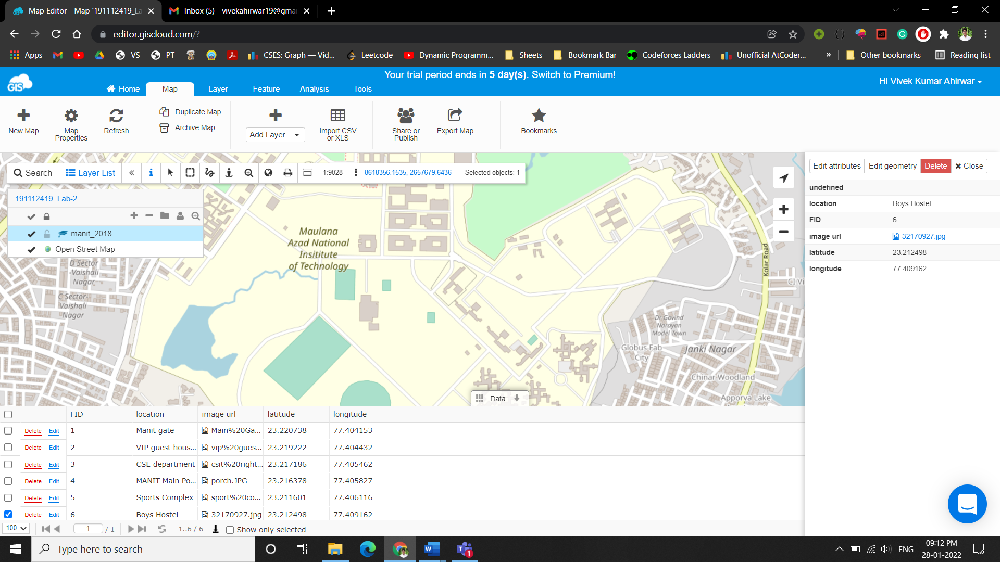 Map Editor - Map '191112419_La
Inbox (5) - vivekahirwar19@gmai
editor.giscloud.com/?
Apps
VS
PT
CSES: Graph — Vid...
Leetcode
Dynamic Programm...
Sheets
Bookmark Bar
Codeforces Ladders
Unofficial AtCoder...
»
Other bookmarks
Reading list
Your trial period ends in 5 day(s). Switch to Premium!
GIS
Home
Map
Layer
Feature
Analysis
Tools
Hi Vivek Kumar Ahirwar
New Map
Map Properties
Refresh
Duplicate Map
Archive Map
Add Layer
Import CSV or XLS
Share or Publish
Export Map
Bookmarks
Search
Layer List
«
1:9028
8618356.1535, 2657679.6436
Selected objects: 1
191112419 Lab-2
manit_2018
Open Street Map
Maulana
Azad National
Insititute
of Technology
D Sector
-Vaishali
Nagar
C Sector
Vaishali
Nagar
Kolar Road
CI Vi
Dr Govind
Narayan
Model Town
Globus Fab
City
Janki Nagar
Chinar Woodland
Apporva Lake
Edit attributes
Edit geometry
Delete
Close
undefined
location Boys Hostel
FID 6
image url 32170927.jpg
latitude 23.212498
longitude 77.409162
Data
FID location image url latitude longitude
Delete Edit 1 Manit gate Main%20Ga... 23.220738 77.404153
Delete Edit 2 VIP guest hous... vip%20gues... 23.219222 77.404432
Delete Edit 3 CSE department csit%20right... 23.217186 77.405462
Delete Edit 4 MANIT Main Po... porch.JPG 23.216378 77.405827
Delete Edit 5 Sports Complex sport%20co... 23.211601 77.406116
Delete Edit 6 Boys Hostel 32170927.jpg 23.212498 77.409162
100 1 / 1 1..6 / 6 Show only selected
Type here to search
1
ENG
09:12 PM
28-01-2022